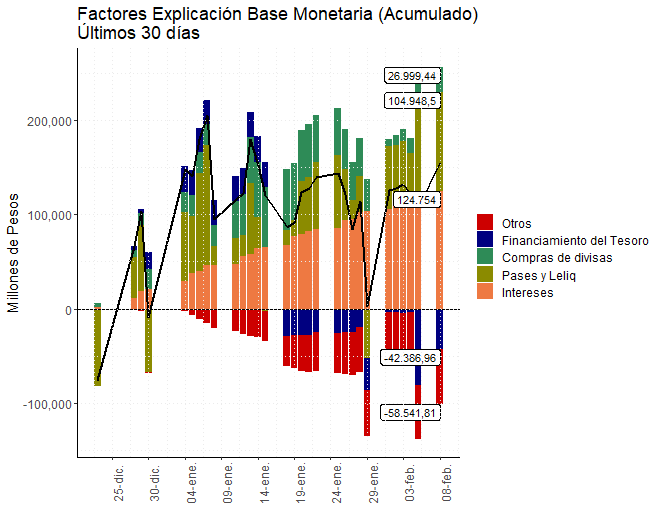 Factores Explicación Base Monetaria (Acumulado)
Últimos 30 días
Millones de Pesos
200,000
100,000
0
-100,000
26.999,44
104.948,5
124.754
-42.386,96
-58.541,81
25-dic.
30-dic.
04-ene.
09-ene.
14-ene.
19-ene.
24-ene.
29-ene.
03-feb.
08-feb.
Otros
Financiamiento del Tesoro
Compras de divisas
Pases y Leliq
Intereses